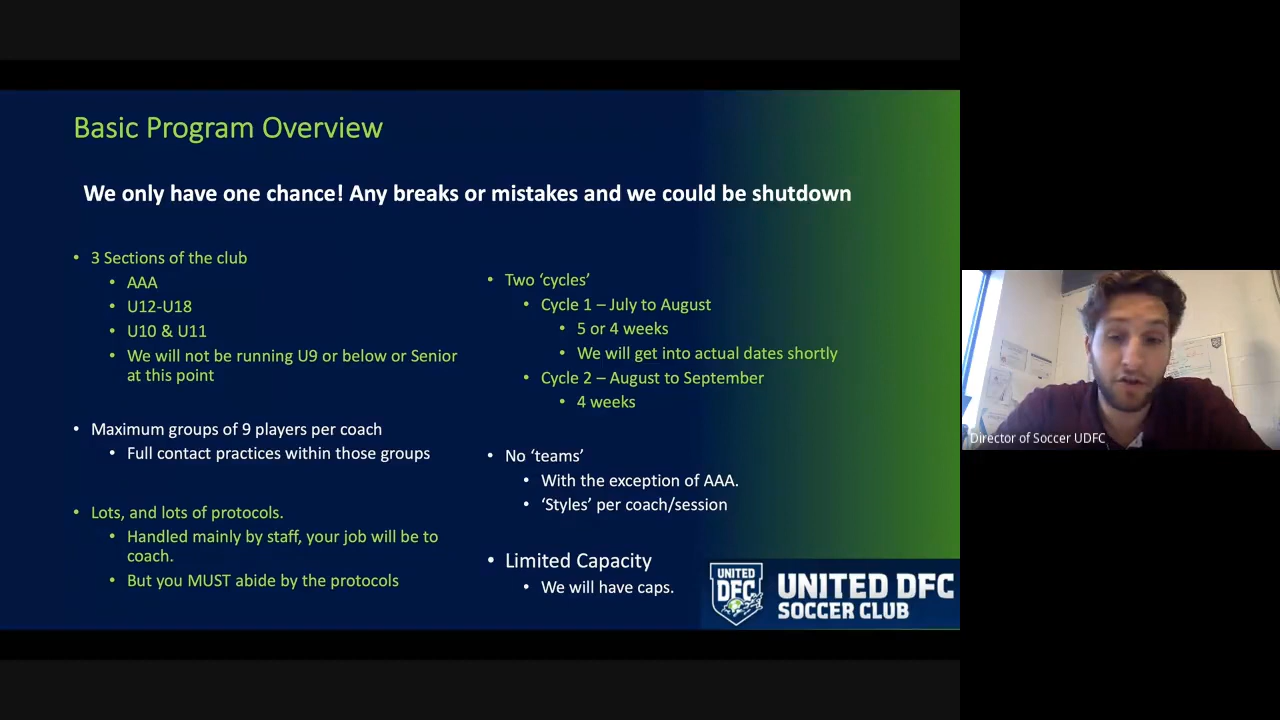 Basic Program Overview
We only have one chance! Any breaks or mistakes and we could be shutdown
• 3 Sections of the club
• AAA
• U12-U18
• U10 & U11
• We will not be running U9 or below or Senior
at this point
• Maximum groups of 9 players per coach
• Full contact practices within those groups
• Lots, and lots of protocols.
• Handled mainly by staff, your job will be to
coach.
• But you MUST abide by the protocols
• Two ‘cycles’
• Cycle 1 – July to August
• 5 or 4 weeks
• We will get into actual dates shortly
• Cycle 2 – August to September
• 4 weeks
• No ‘teams’
• With the exception of AAA.
• ‘Styles’ per coach/session
• Limited Capacity
• We will have caps.
UNITED
DFC
UNITED DFC
SOCCER CLUB
Director of Soccer UDFC